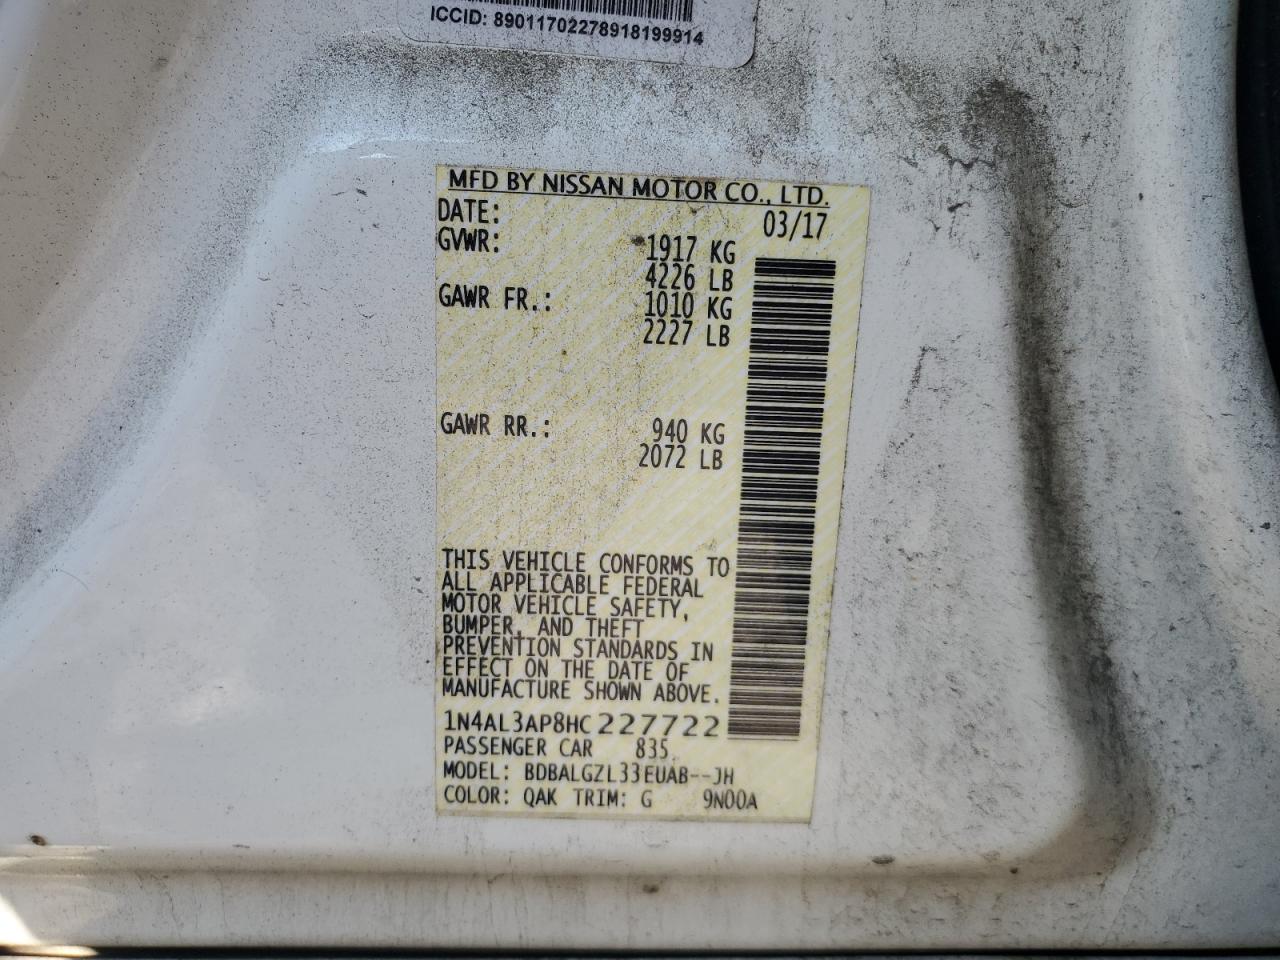 ICCID: 89011702278918199914
MFD BY NISSAN MOTOR CO., LTD.
DATE: 03/17
GVWR: 1917 KG
4226 LB
GAWR FR.: 1010 KG
2227 LB
GAWR RR.: 940 KG
2072 LB
THIS VEHICLE CONFORMS TO
ALL APPLICABLE FEDERAL
MOTOR VEHICLE SAFETY,
BUMPER, AND THEFT
PREVENTION STANDARDS IN
EFFECT ON THE DATE OF
MANUFACTURE SHOWN ABOVE.
1N4AL3AP8HC227722
PASSENGER CAR 835
MODEL: BDBALGZL33EUAB--JH
COLOR: QAK TRIM: G 9N00A